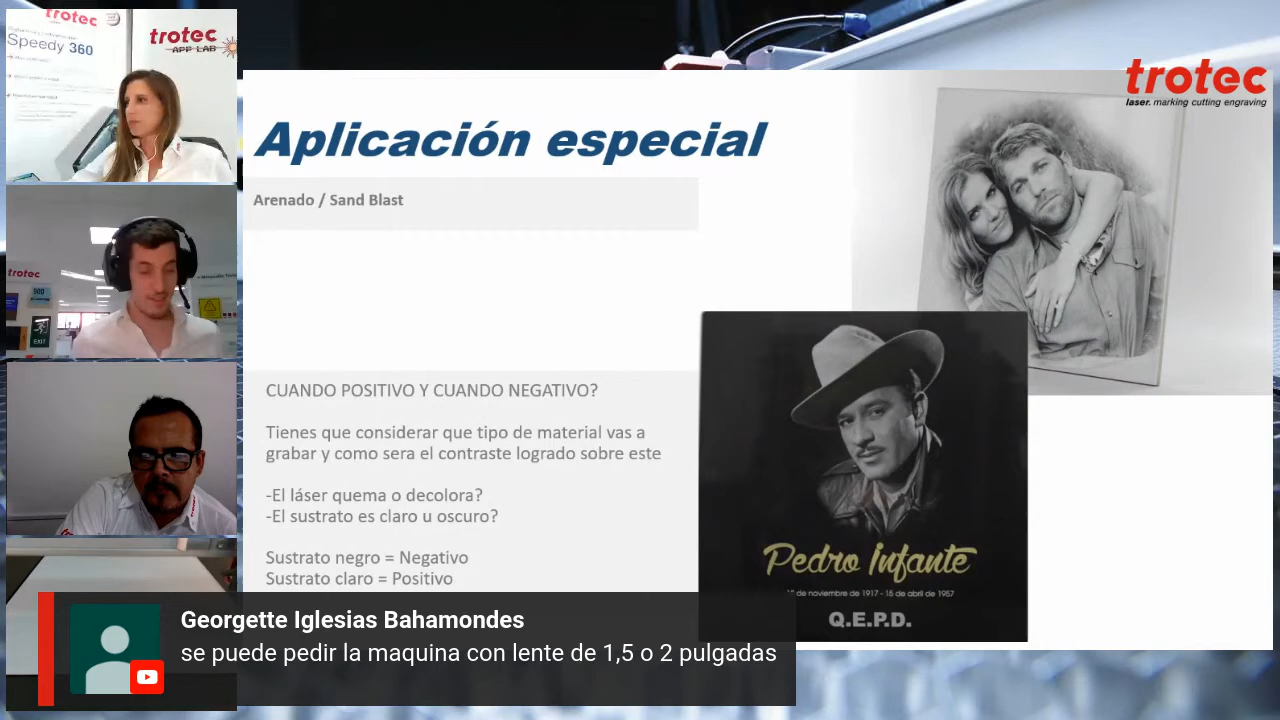 trotec
Speedy 360
trotec
APP LAB
trotec
laser. marking cutting engraving
Aplicación especial
Arenado / Sand Blast
CUANDO POSITIVO Y CUANDO NEGATIVO?
Tienes que considerar que tipo de material vas a
grabar y como sera el contraste logrado sobre este
-El láser quema o decolora?
-El sustrato es claro u oscuro?
Sustrato negro = Negativo
Sustrato claro = Positivo
Pedro Infante
de noviembre de 1917 - 15 de abril de 1957
Q.E.P.D.
trotec
900
EXIT
Georgette Iglesias Bahamondes
se puede pedir la maquina con lente de 1,5 o 2 pulgadas